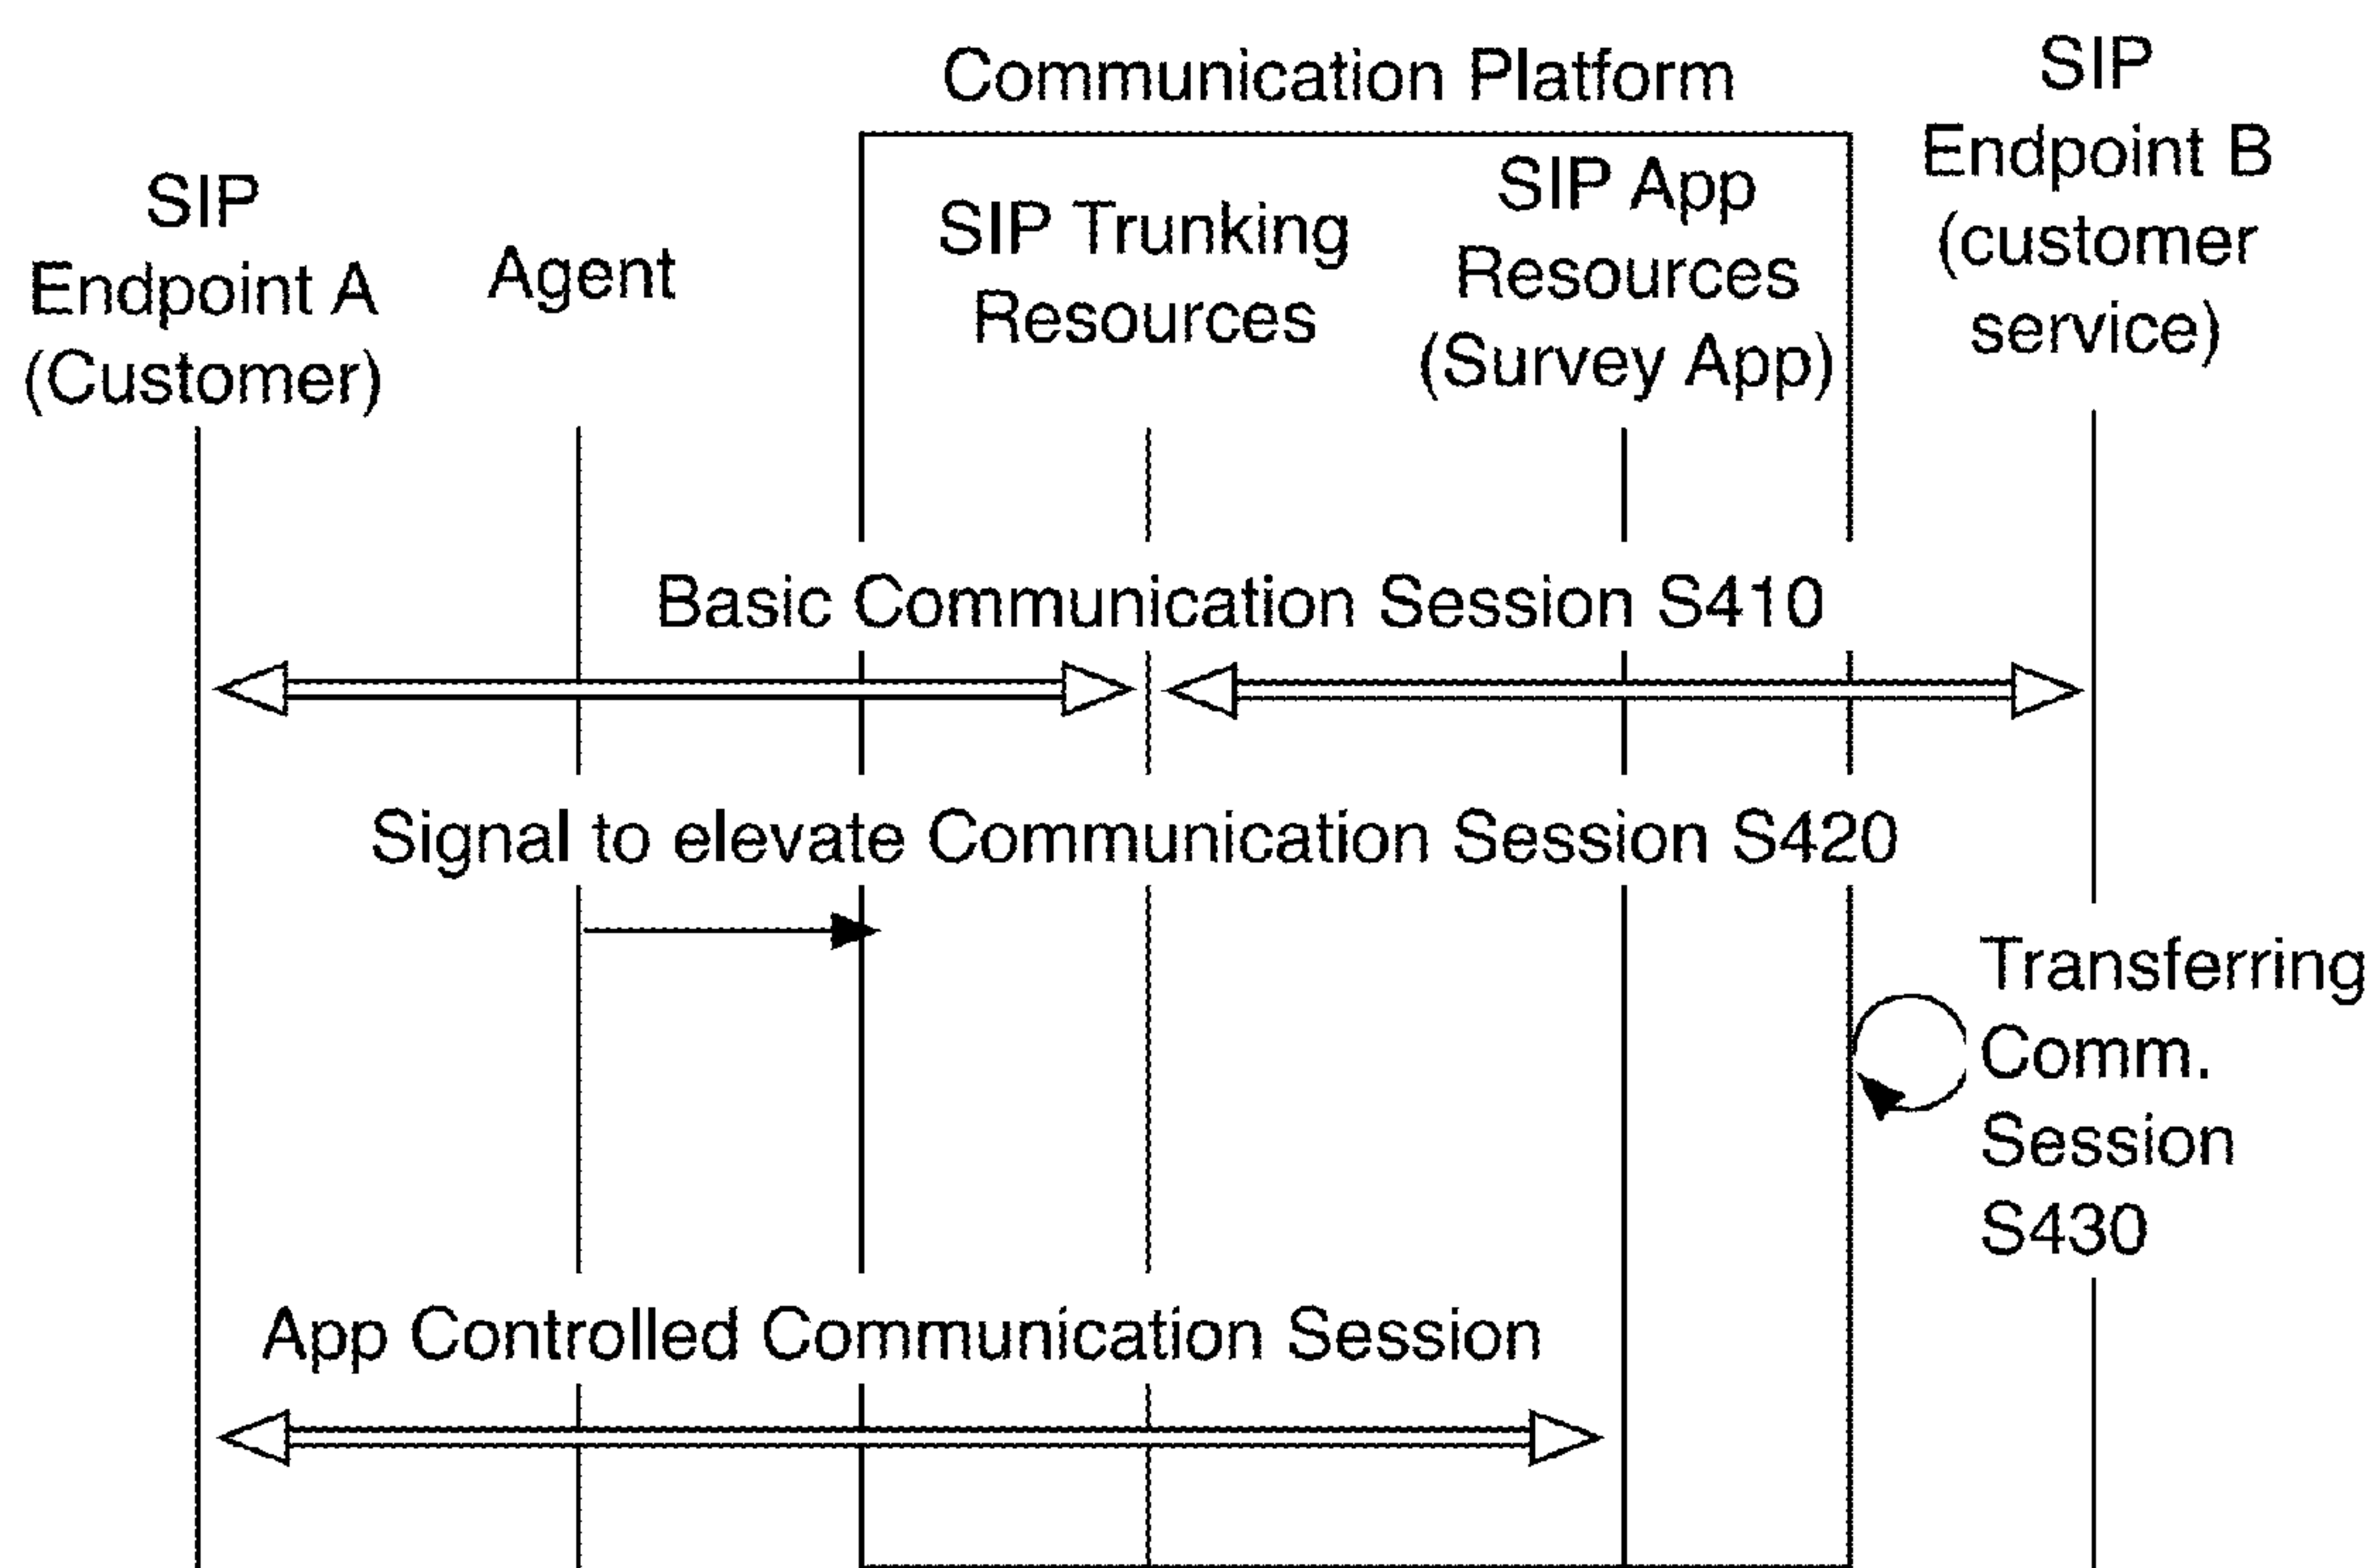 Communication Platform
SIP
Endpoint A
(Customer)
Agent
SIP Trunking
Resources
SIP App
Resources
(Survey App)
SIP
Endpoint B
(customer
service)
Basic Communication Session S410
Signal to elevate Communication Session S420
Transferring
Comm.
Session
S430
App Controlled Communication Session